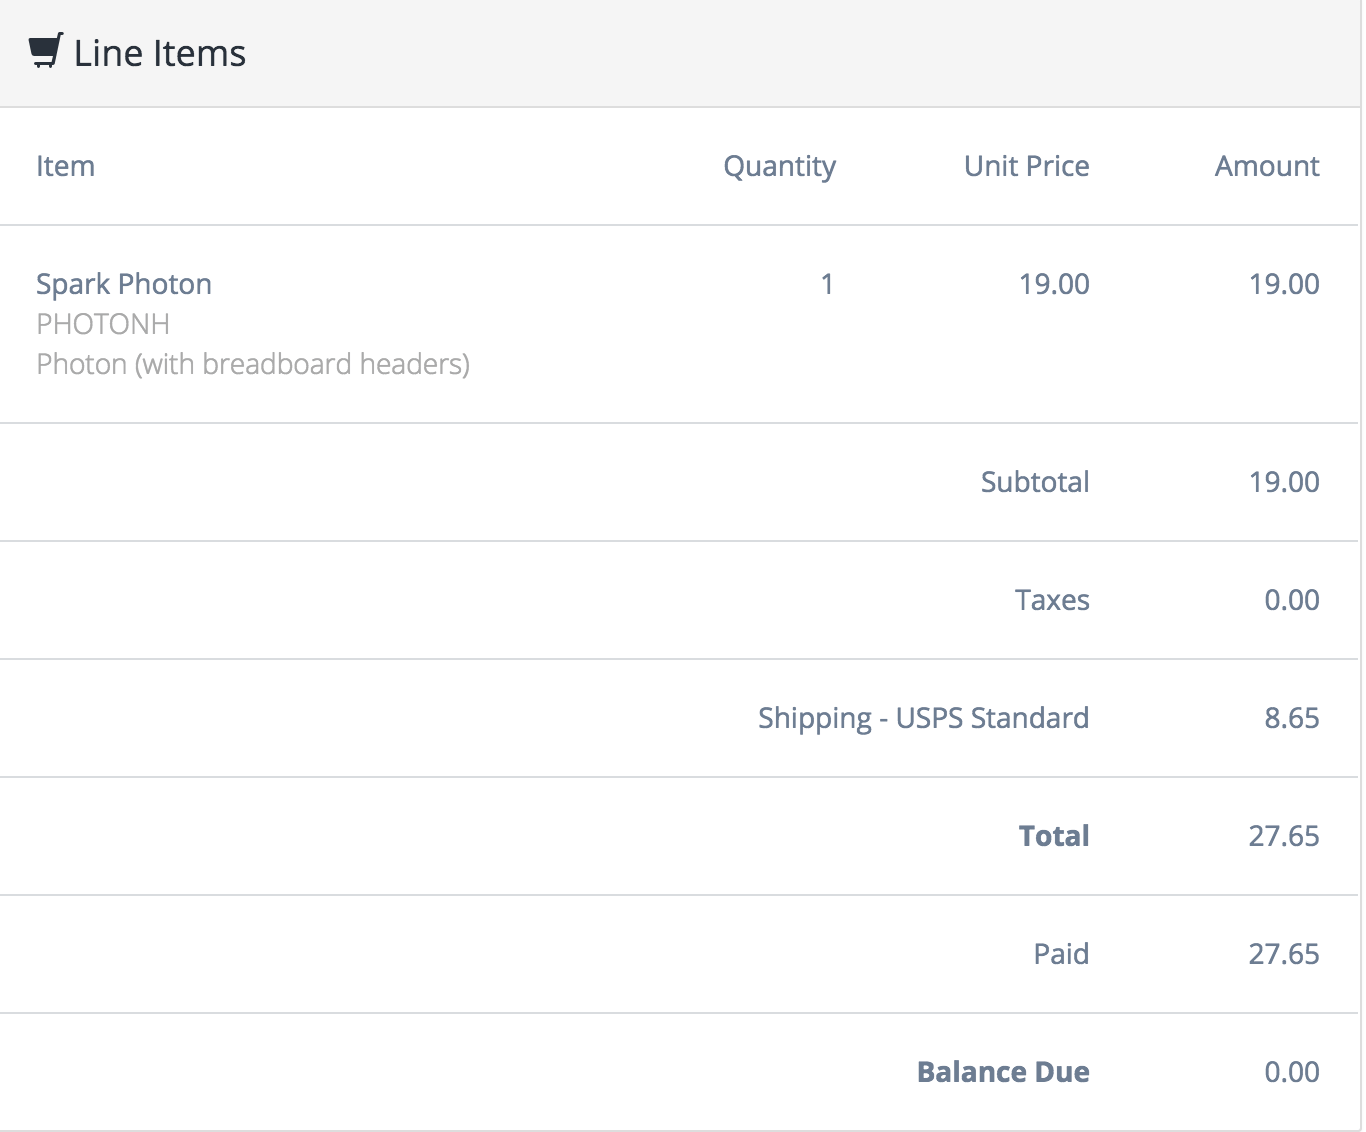 Line Items
Item Quantity Unit Price Amount
Spark Photon 1 19.00 19.00
PHOTONH
Photon (with breadboard headers)
Subtotal 19.00
Taxes 0.00
Shipping - USPS Standard 8.65
Total 27.65
Paid 27.65
Balance Due 0.00